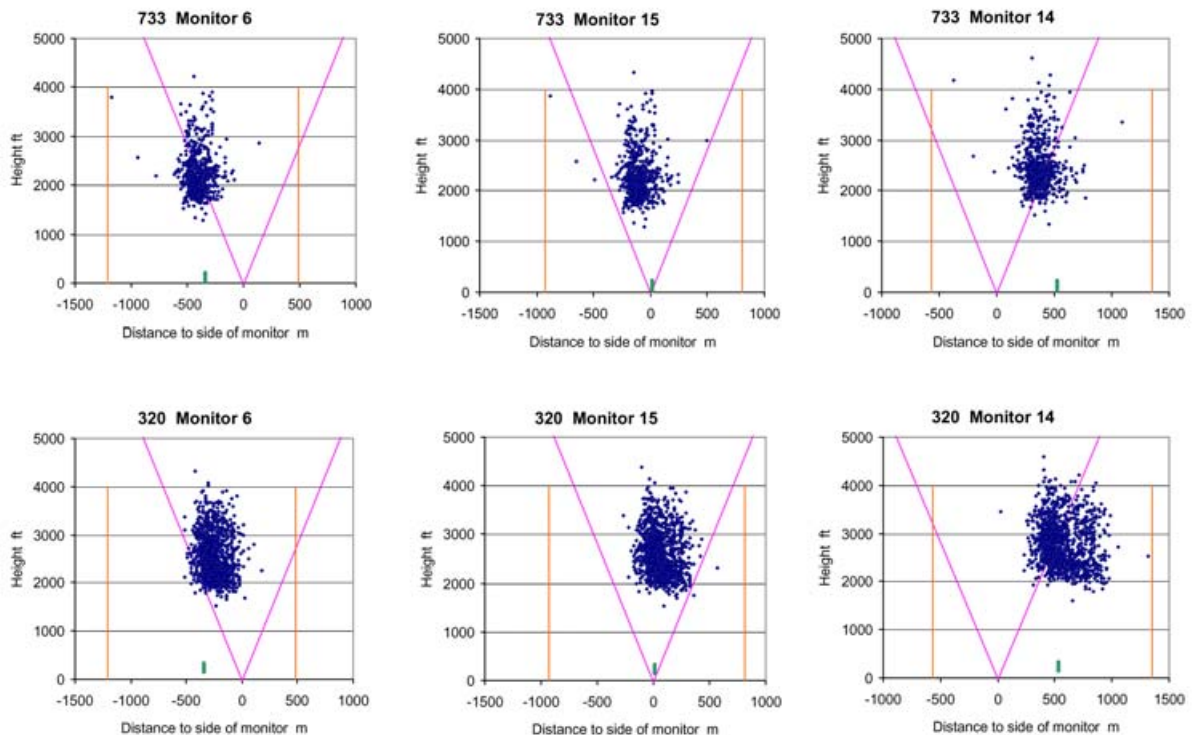 733 Monitor 6
733 Monitor 15
733 Monitor 14
5000
4000
3000
2000
1000
0
Height ft
-1500 -1000 -500 0 500 1000
Distance to side of monitor m
5000
4000
3000
2000
1000
0
Height ft
-1500 -1000 -500 0 500 1000
Distance to side of monitor m
5000
4000
3000
2000
1000
0
Height ft
-1000 -500 0 500 1000 1500
Distance to side of monitor m
320 Monitor 6
320 Monitor 15
320 Monitor 14
5000
4000
3000
2000
1000
0
Height ft
-1500 -1000 -500 0 500 1000
Distance to side of monitor m
5000
4000
3000
2000
1000
0
Height ft
-1500 -1000 -500 0 500 1000
Distance to side of monitor m
5000
4000
3000
2000
1000
0
Height ft
-1000 -500 0 500 1000 1500
Distance to side of monitor m